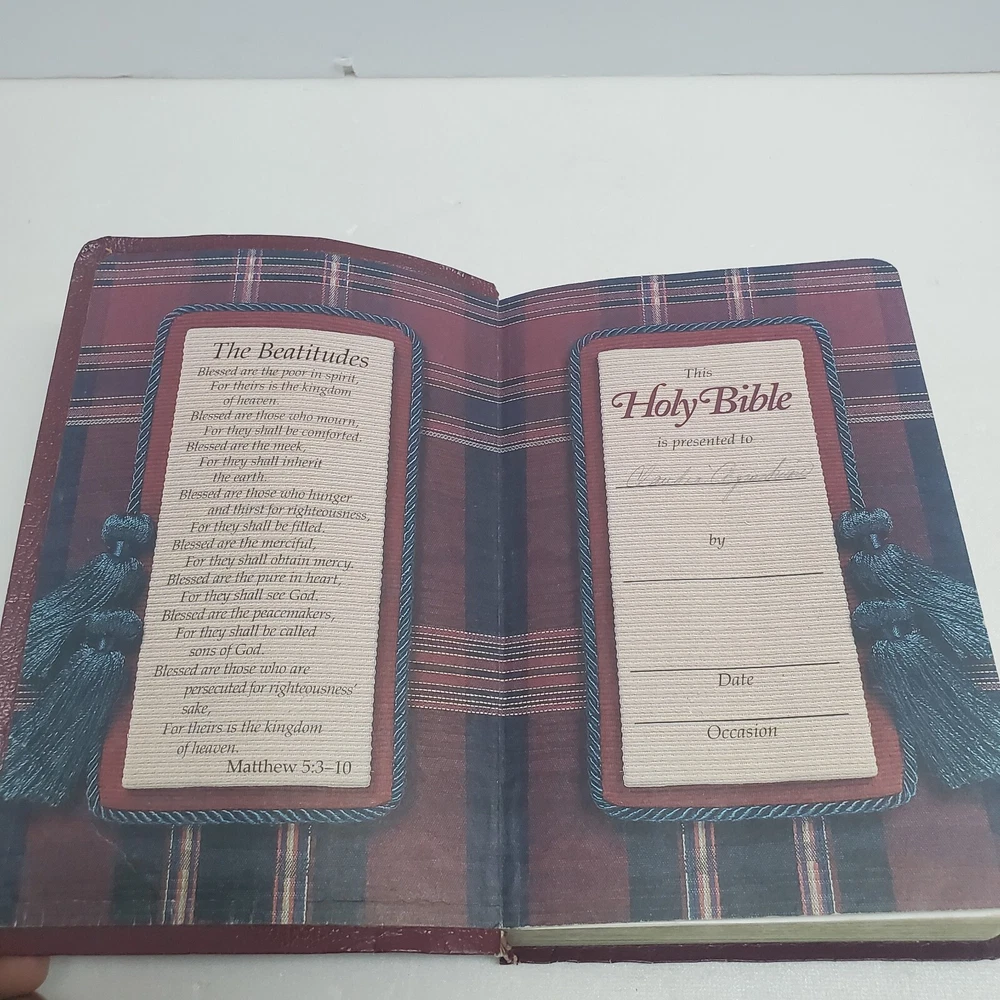 The Beatitudes
Blessed are the poor in spirit,
For theirs is the kingdom
of heaven.
Blessed are those who mourn,
For they shall be comforted.
Blessed are the meek,
For they shall inherit
the earth.
Blessed are those who hunger
and thirst for righteousness,
For they shall be filled.
Blessed are the merciful,
For they shall obtain mercy.
Blessed are the pure in heart,
For they shall see God.
Blessed are the peacemakers,
For they shall be called
sons of God.
Blessed are those who are
persecuted for righteousness'
sake,
For theirs is the kingdom
of heaven.
Matthew 5:3–10
This
Holy Bible
is presented to
by
Date
Occasion